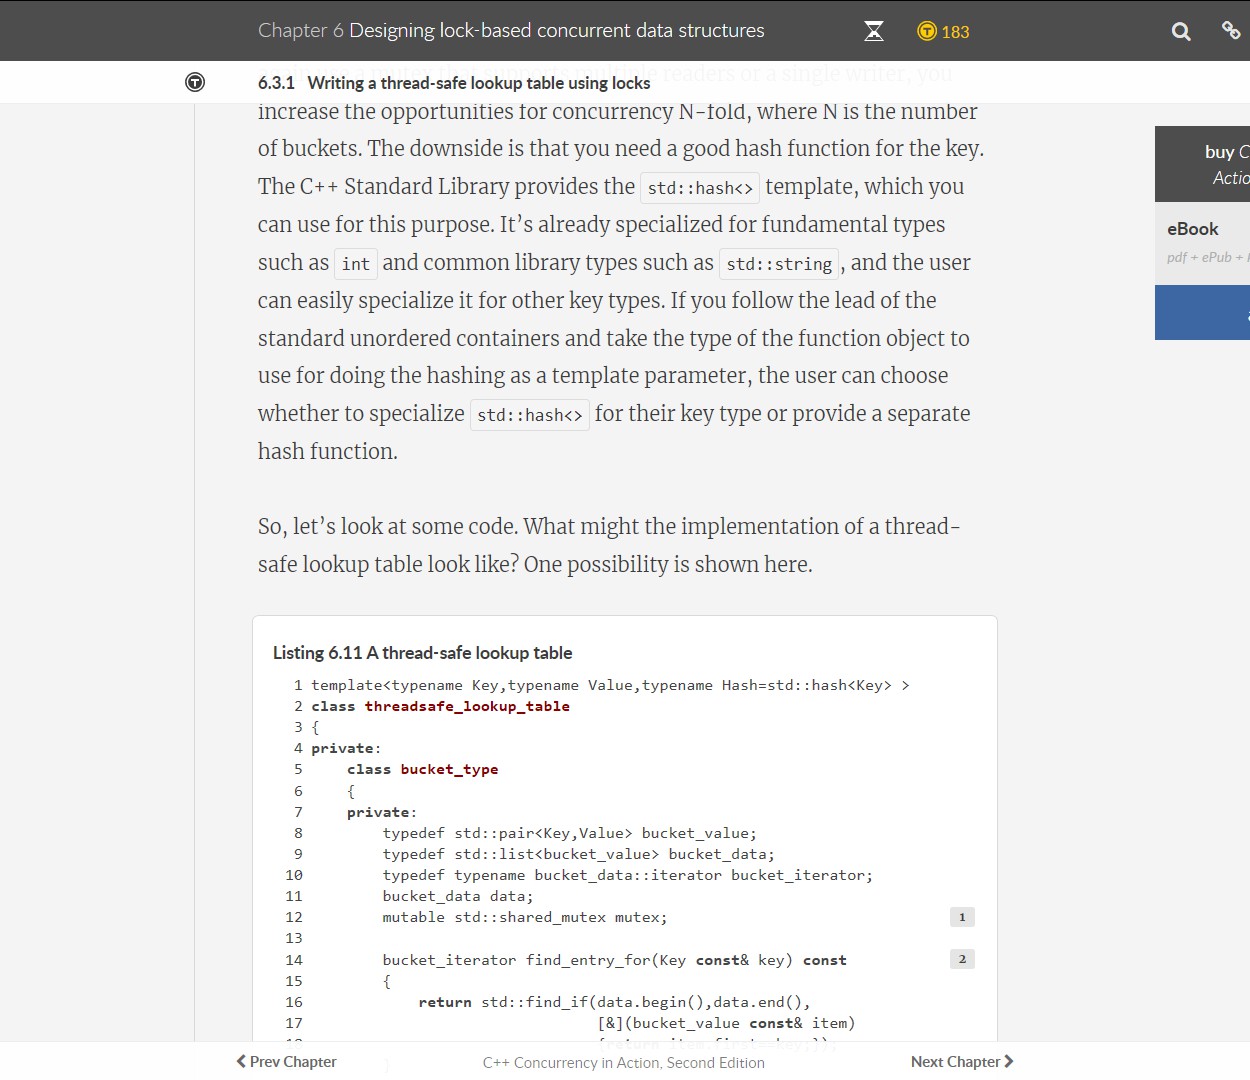 Chapter 6 Designing lock-based concurrent data structures
183
6.3.1 Writing a thread-safe lookup table using locks
increase the opportunities for concurrency N-fold, where N is the number
of buckets. The downside is that you need a good hash function for the key.
The C++ Standard Library provides the std::hash<> template, which you
can use for this purpose. It’s already specialized for fundamental types
such as int and common library types such as std::string, and the user
can easily specialize it for other key types. If you follow the lead of the
standard unordered containers and take the type of the function object to
use for doing the hashing as a template parameter, the user can choose
whether to specialize std::hash<> for their key type or provide a separate
hash function.
So, let’s look at some code. What might the implementation of a thread-
safe lookup table look like? One possibility is shown here.
Listing 6.11 A thread-safe lookup table
1 template<typename Key,typename Value,typename Hash=std::hash<Key> >
2 class threadsafe_lookup_table
3 {
4 private:
5 class bucket_type
6 {
7 private:
8 typedef std::pair<Key,Value> bucket_value;
9 typedef std::list<bucket_value> bucket_data;
10 typedef typename bucket_data::iterator bucket_iterator;
11 bucket_data data;
12 mutable std::shared_mutex mutex; 1
13
14 bucket_iterator find_entry_for(Key const& key) const 2
15 {
16 return std::find_if(data.begin(),data.end(),
17 [&](bucket_value const& item)
buy C
Actio
eBook
pdf + ePub +
Prev Chapter
C++ Concurrency in Action, Second Edition
Next Chapter